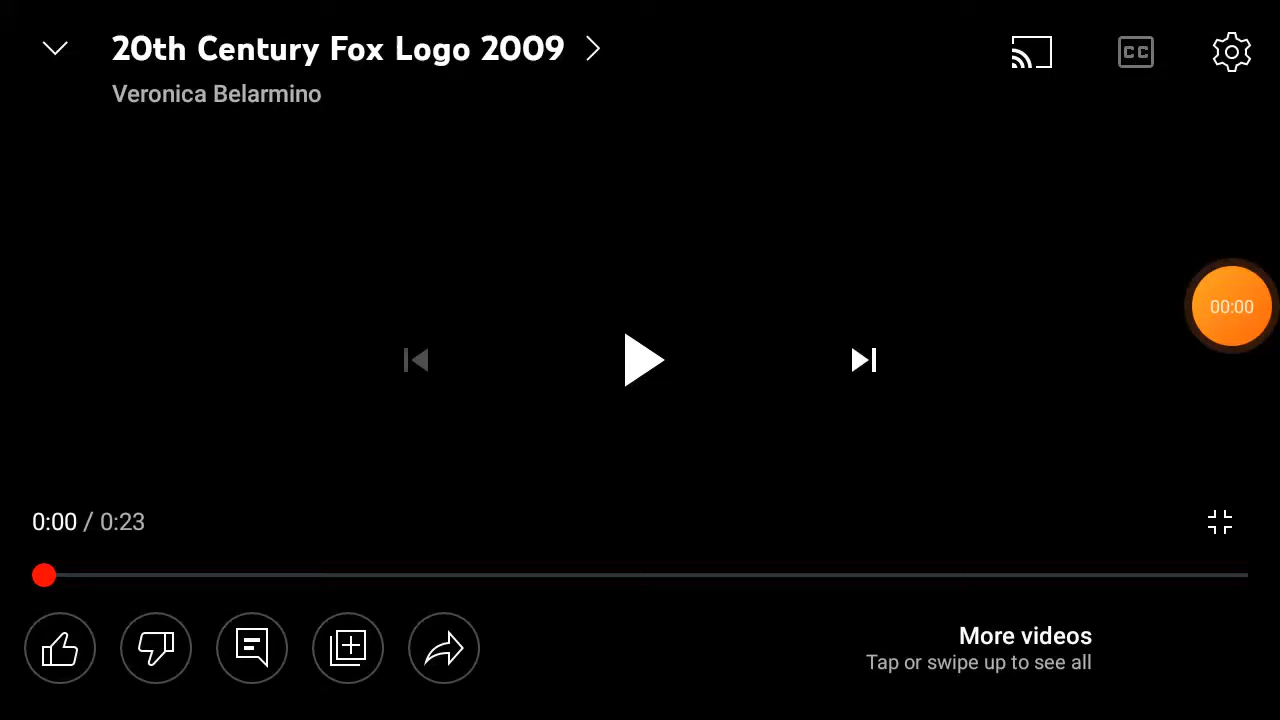 20th Century Fox Logo 2009
Veronica Belarmino
CC
00:00
0:00 / 0:23
More videos
Tap or swipe up to see all